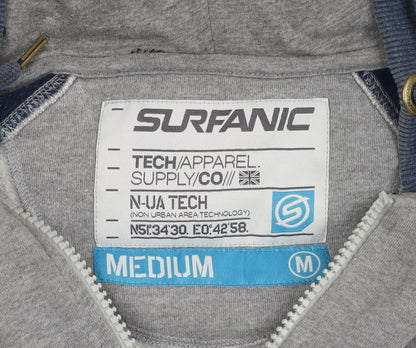 SURFANIC
TECH/APPAREL.
SUPPLY/CO///
N-UA TECH
(NON URBAN AREA TECHNOLOGY)
N51:34'30. E0:42'58.
MEDIUM M